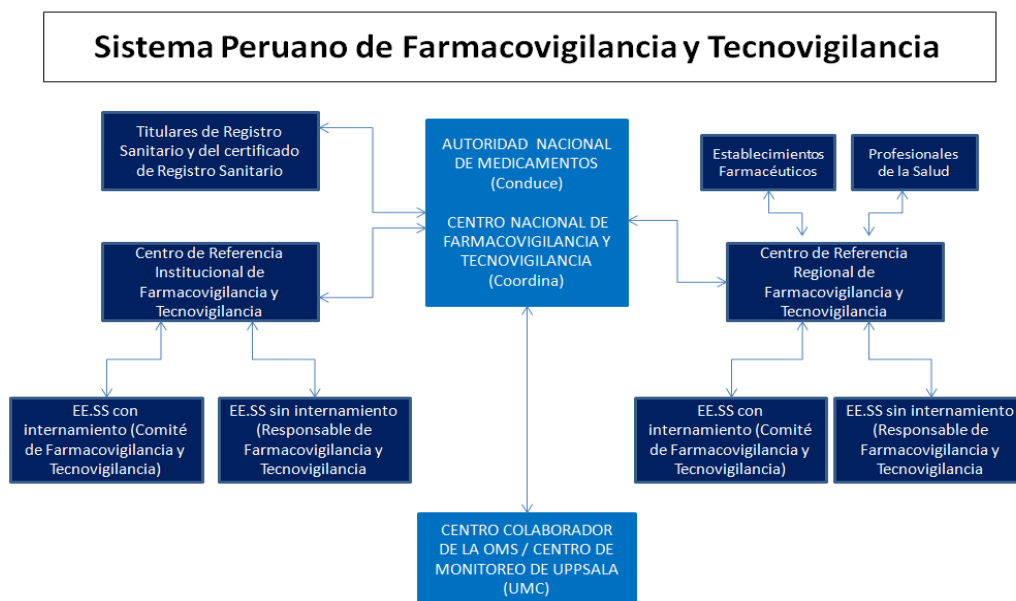 Sistema Peruano de Farmacovigilancia y Tecnovigilancia
Titulares de Registro
Sanitario y del certificado
de Registro Sanitario
AUTORIDAD NACIONAL
DE MEDICAMENTOS
(Conduce)
CENTRO NACIONAL DE
FARMACOVIGILANCIA Y
TECNOVIGILANCIA
(Coordina)
Establecimientos
Farmacéuticos
Profesionales
de la Salud
Centro de Referencia
Institucional de
Farmacovigilancia y
Tecnovigilancia
Centro de Referencia
Regional de
Farmacovigilancia y
Tecnovigilancia
EE.SS con
internamiento (Comité
de Farmacovigilancia y
Tecnovigilancia)
EE.SS sin internamiento
(Responsable de
Farmacovigilancia y
Tecnovigilancia
EE.SS con
internamiento (Comité
de Farmacovigilancia y
Tecnovigilancia)
EE.SS sin internamiento
(Responsable de
Farmacovigilancia y
Tecnovigilancia
CENTRO COLABORADOR
DE LA OMS / CENTRO DE
MONITOREO DE UPPSALA
(UMC)